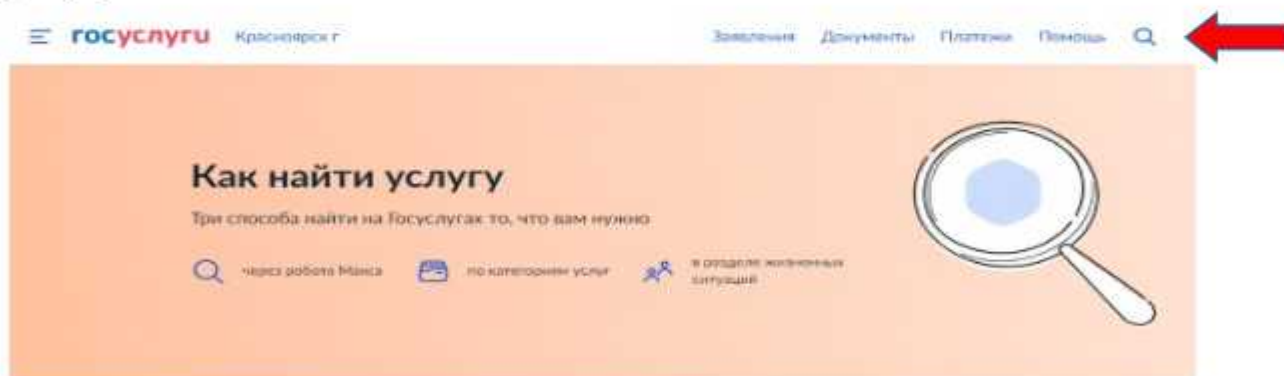 госуслуги Красноярск г Заявления Документы Платежи Помощь
Как найти услугу
Три способа найти на Госуслугах то, что вам нужно
через робота Макса по категориям услуг в разделе жизненных
ситуаций